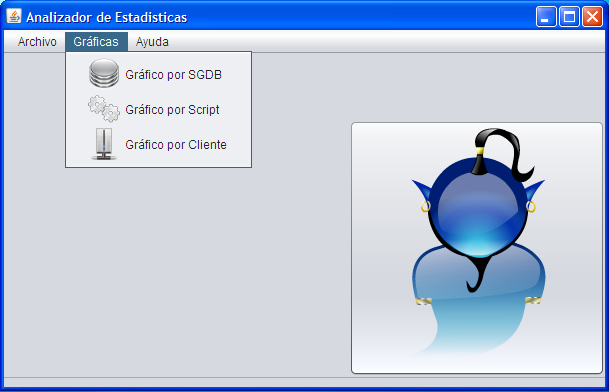 Analizador de Estadisticas
Archivo Gráficas Ayuda
Gráfico por SGDB
Gráfico por Script
Gráfico por Cliente